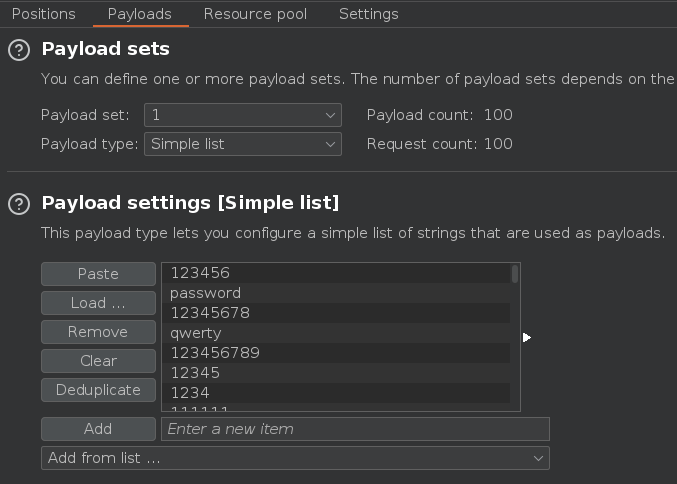 Positions Payloads Resource pool Settings
? Payload sets
You can define one or more payload sets. The number of payload sets depends on the
Payload set: 1 Payload count: 100
Payload type: Simple list Request count: 100
? Payload settings [Simple list]
This payload type lets you configure a simple list of strings that are used as payloads.
Paste 123456
password
Load ... 12345678
Remove qwerty
123456789
Clear 12345
Deduplicate 1234
111111
Add Enter a new item
Add from list ...